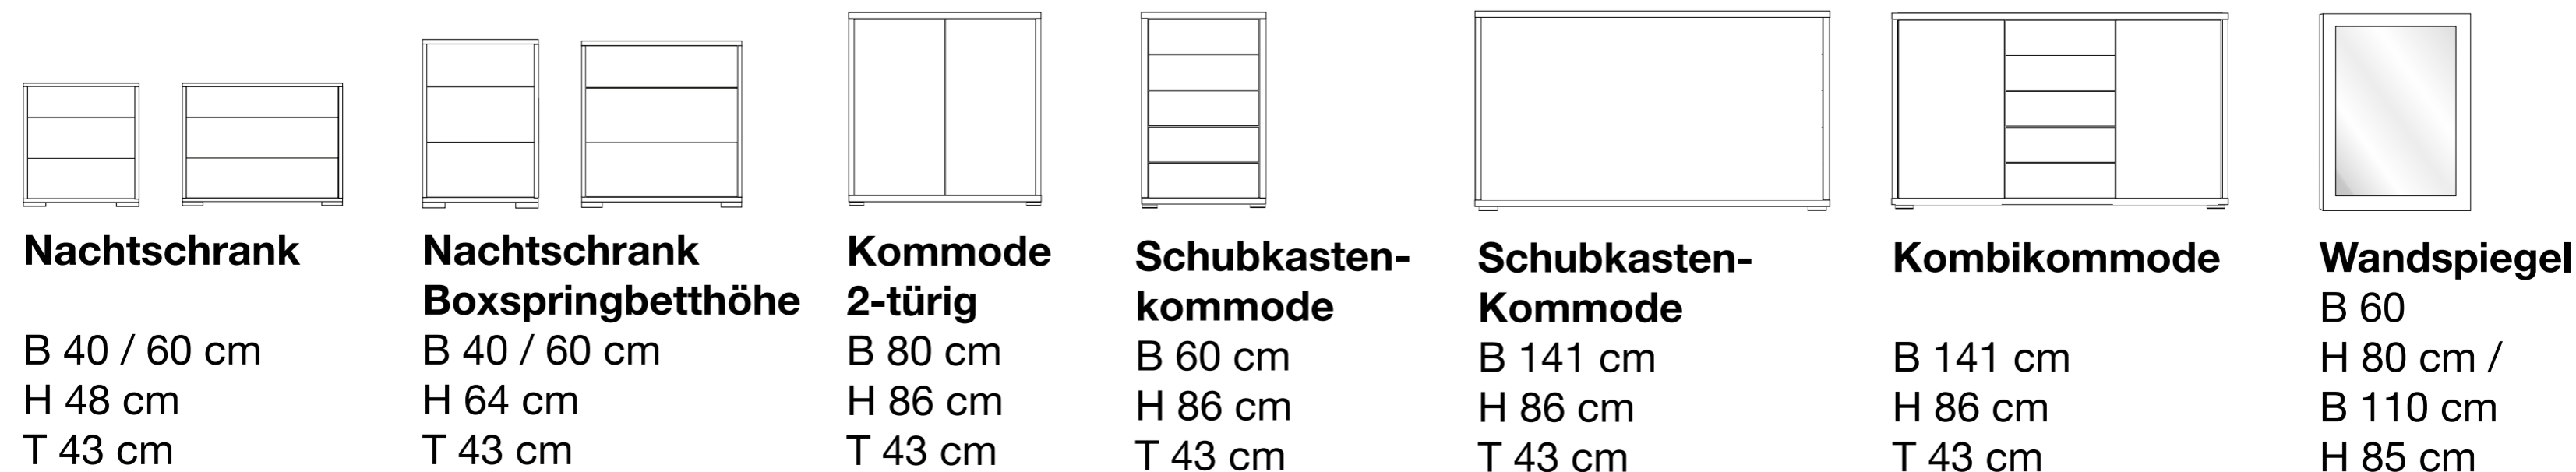 Nachtschrank
B 40 / 60 cm
H 48 cm
T 43 cm
Nachtschrank
Boxspringbetthöhe
B 40 / 60 cm
H 64 cm
T 43 cm
Kommode
2-türig
B 80 cm
H 86 cm
T 43 cm
Schubkasten-
kommode
B 60 cm
H 86 cm
T 43 cm
Schubkasten-
Kommode
B 141 cm
H 86 cm
T 43 cm
Kombikommode
B 141 cm
H 86 cm
T 43 cm
Wandspiegel
B 60
H 80 cm /
B 110 cm
H 85 cm